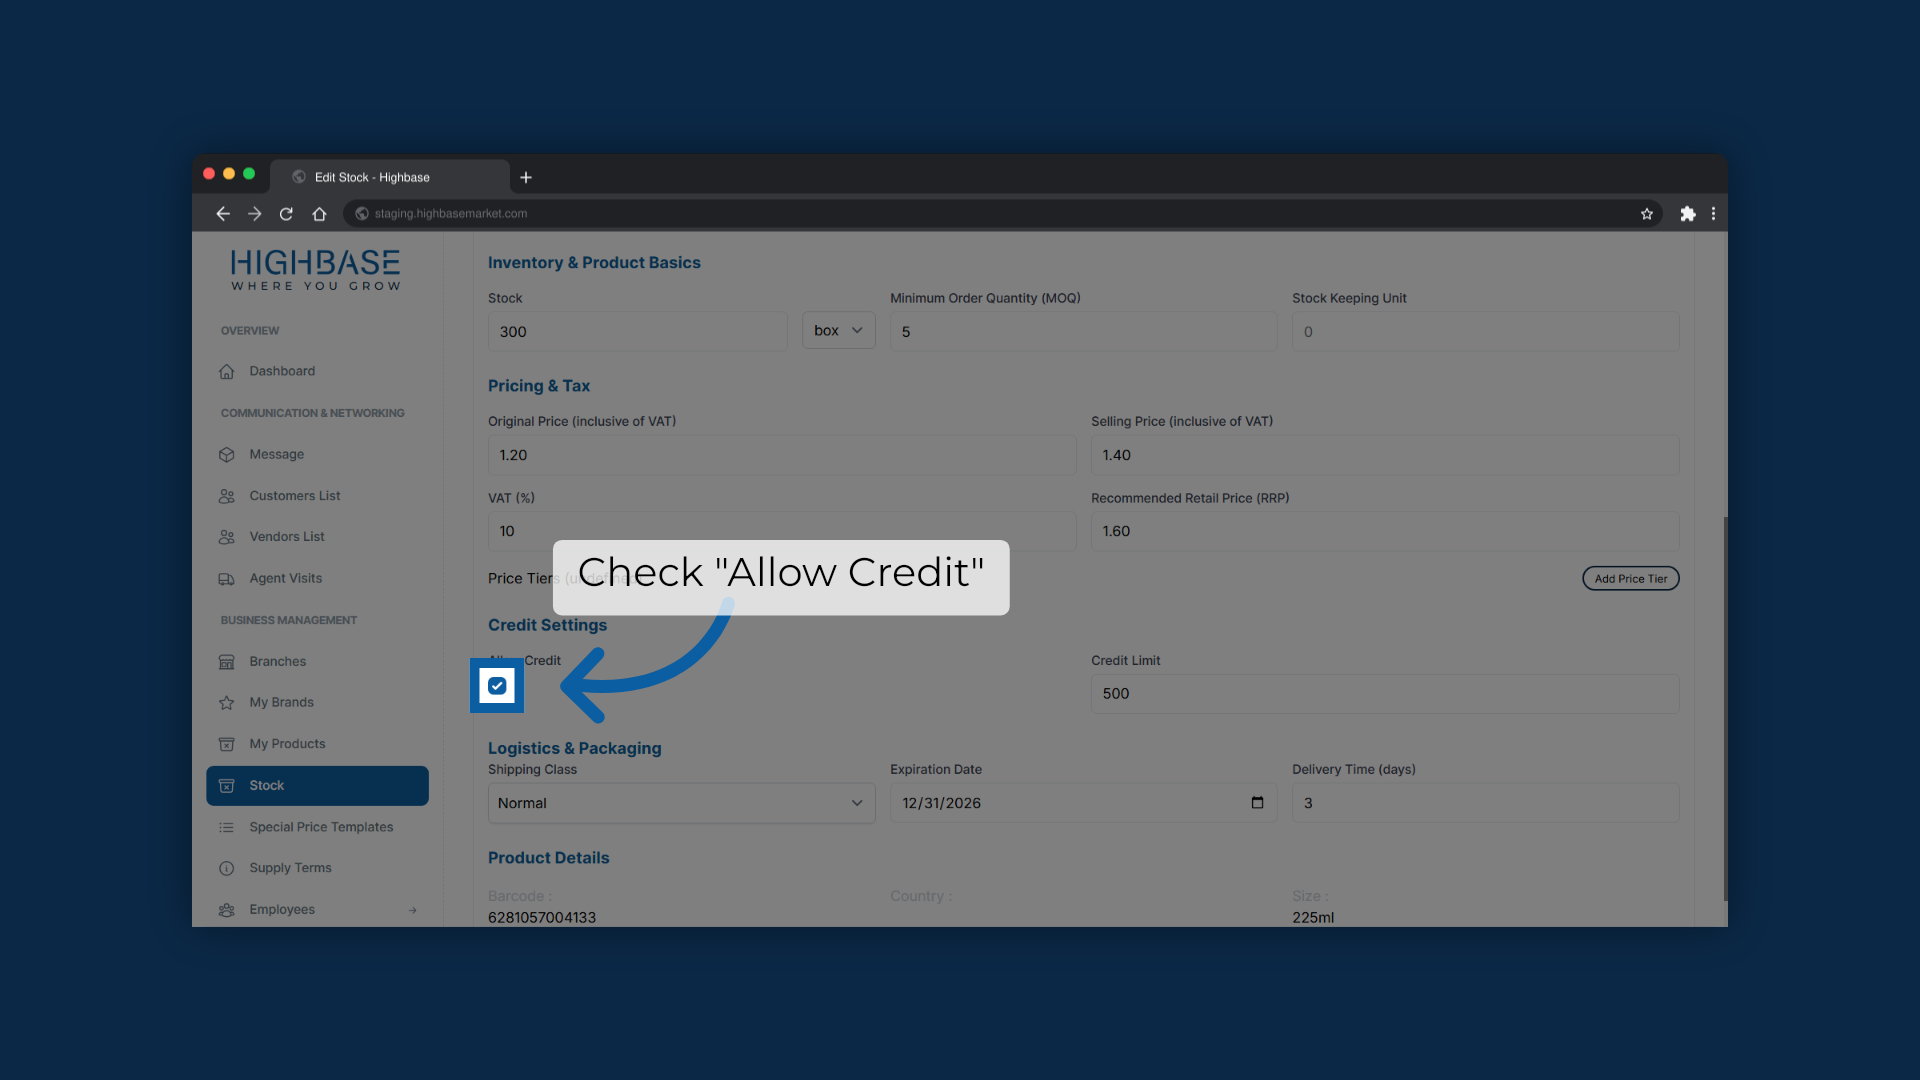 Edit Stock - Highbase
staging.highbasemarket.com
HIGHBASE
WHERE YOU GROW
OVERVIEW
Dashboard
COMMUNICATION & NETWORKING
Message
Customers List
Vendors List
Agent Visits
BUSINESS MANAGEMENT
Branches
My Brands
My Products
Stock
Special Price Templates
Supply Terms
Employees
Inventory & Product Basics
Stock
Minimum Order Quantity (MOQ)
Stock Keeping Unit
300
box
5
0
Pricing & Tax
Original Price (inclusive of VAT)
Selling Price (inclusive of VAT)
1.20
1.40
VAT (%)
Recommended Retail Price (RRP)
10
1.60
Check "Allow Credit"
Price Tiers (undefined)
Add Price Tier
Credit Settings
Credit
Credit Limit
500
Logistics & Packaging
Shipping Class
Expiration Date
Delivery Time (days)
Normal
12/31/2026
3
Product Details
Barcode :
Country :
Size :
6281057004133
225ml